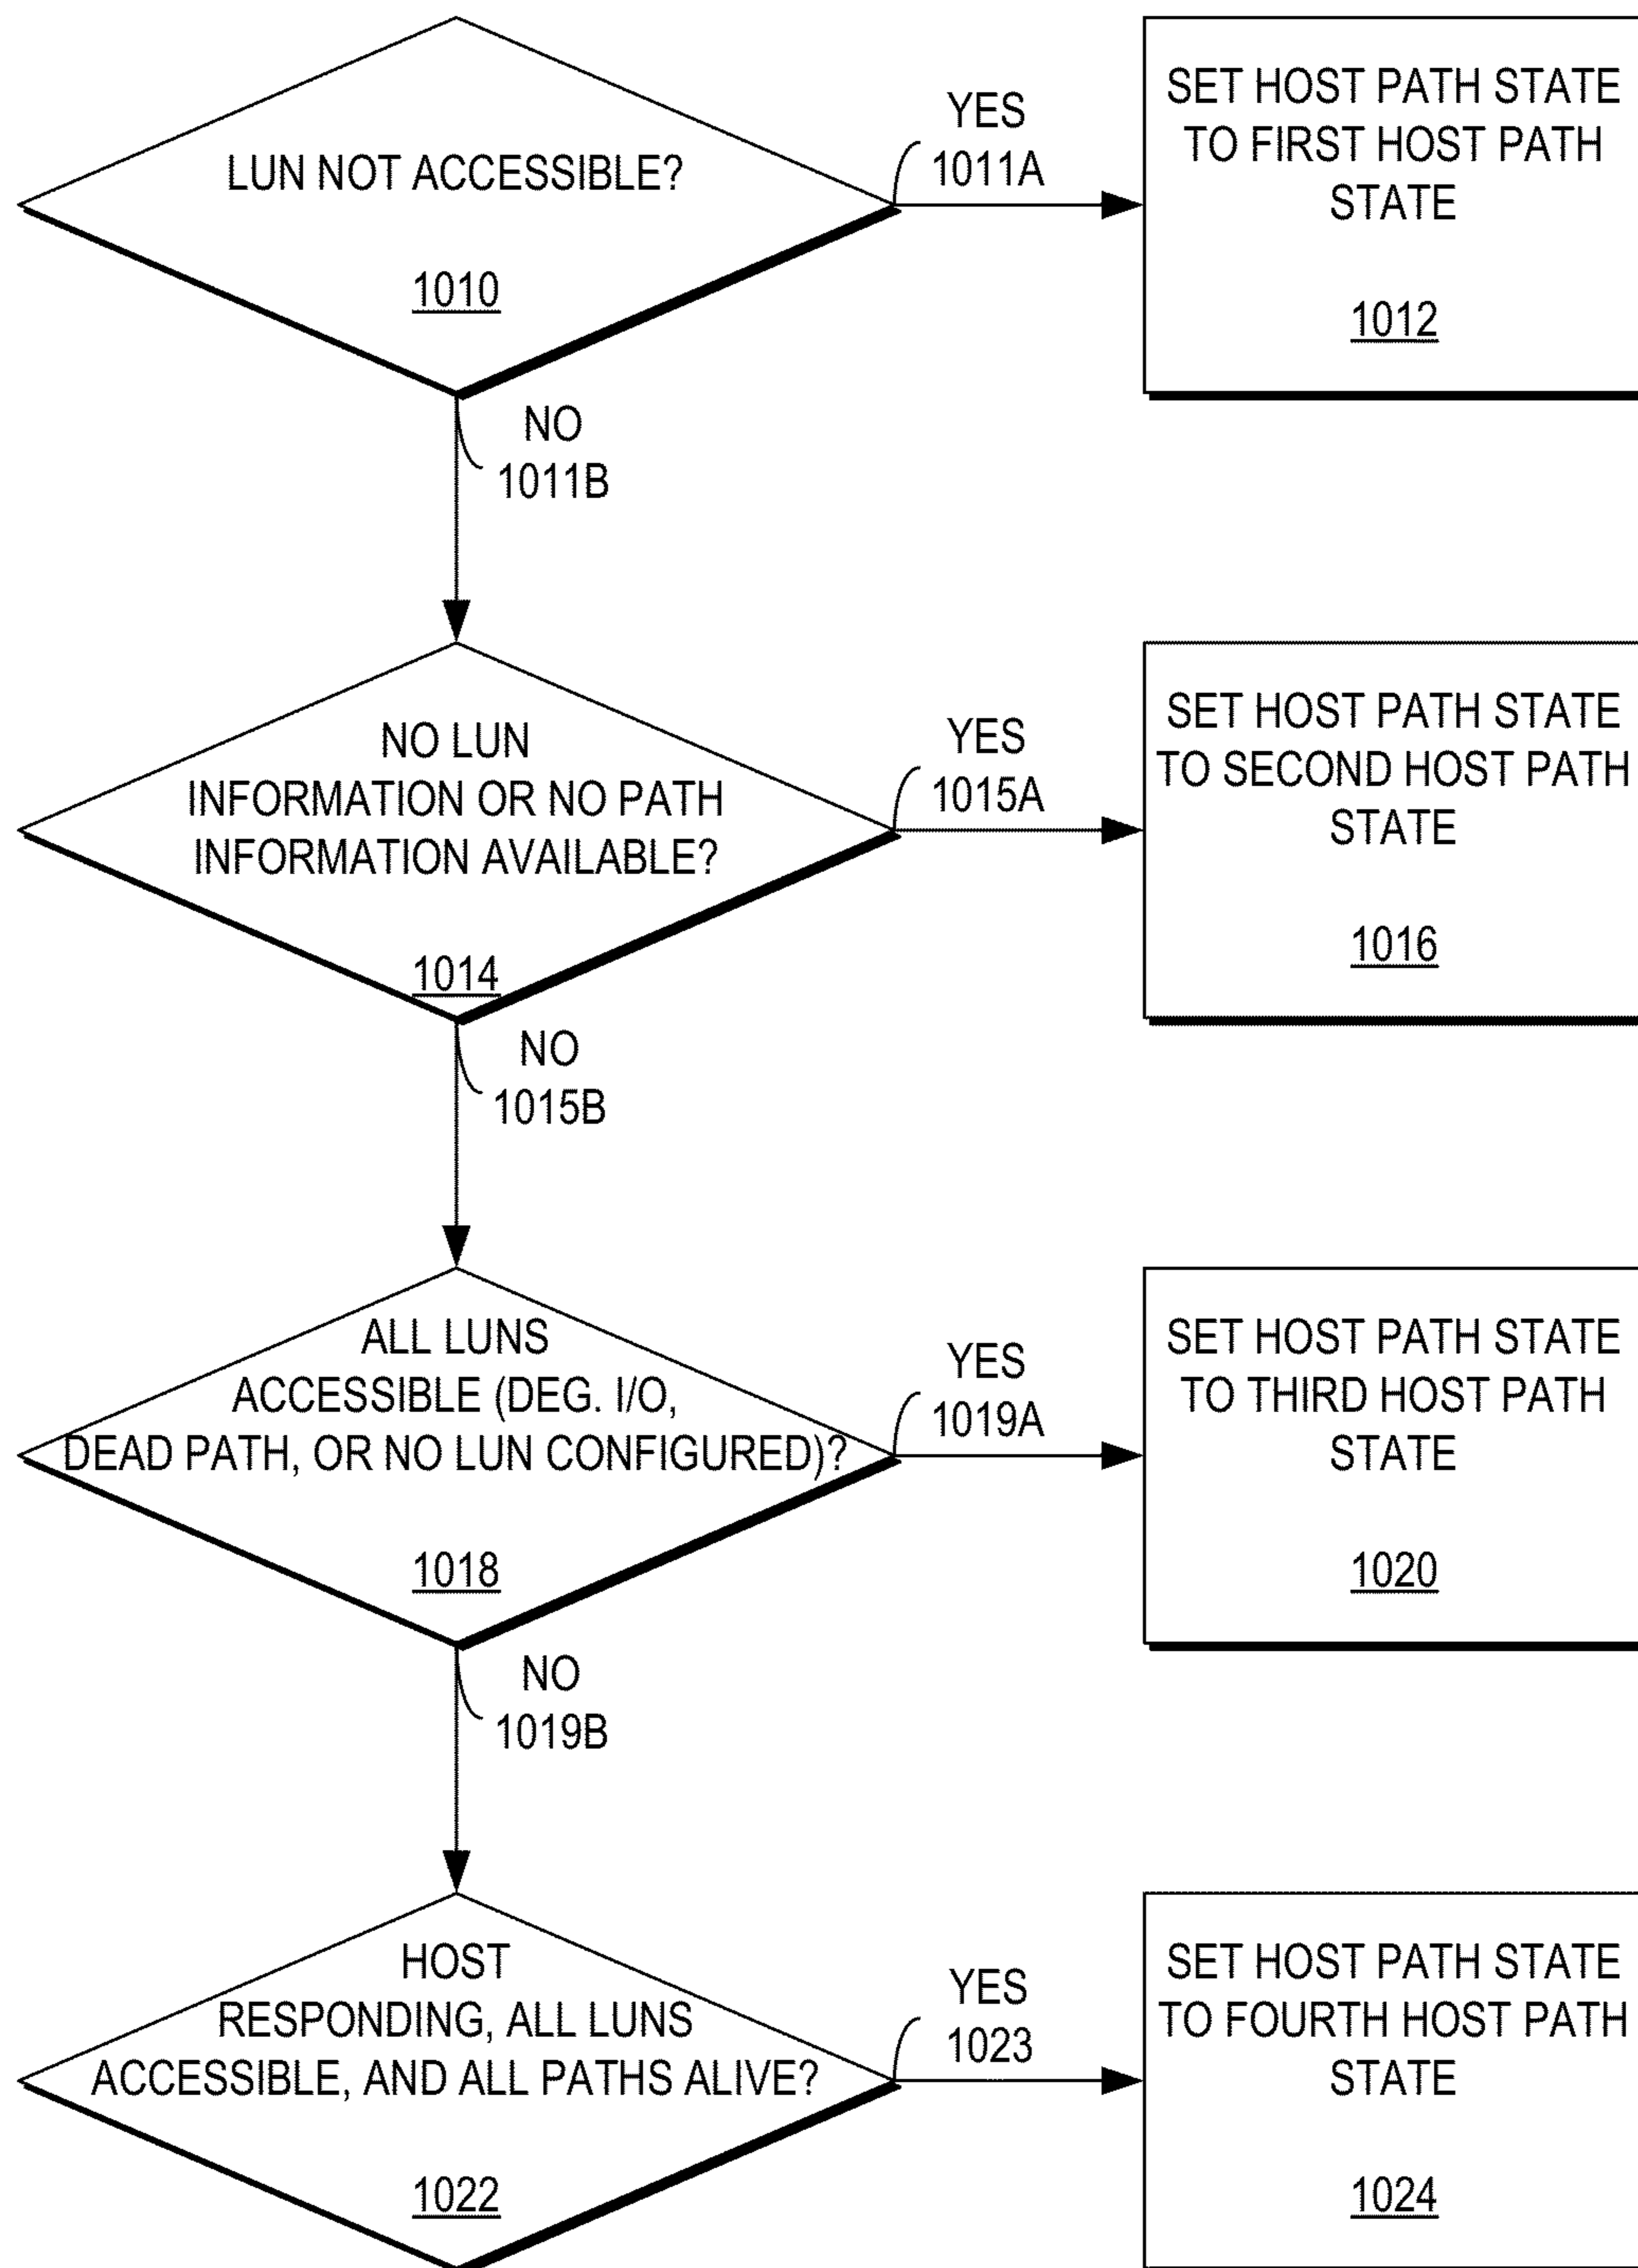 LUN NOT ACCESSIBLE?
1010
YES
1011A
SET HOST PATH STATE
TO FIRST HOST PATH
STATE
1012
NO
1011B
NO LUN
INFORMATION OR NO PATH
INFORMATION AVAILABLE?
1014
YES
1015A
SET HOST PATH STATE
TO SECOND HOST PATH
STATE
1016
NO
1015B
ALL LUNS
ACCESSIBLE (DEG. I/O,
DEAD PATH, OR NO LUN CONFIGURED)?
1018
YES
1019A
SET HOST PATH STATE
TO THIRD HOST PATH
STATE
1020
NO
1019B
HOST
RESPONDING, ALL LUNS
ACCESSIBLE, AND ALL PATHS ALIVE?
1022
YES
1023
SET HOST PATH STATE
TO FOURTH HOST PATH
STATE
1024